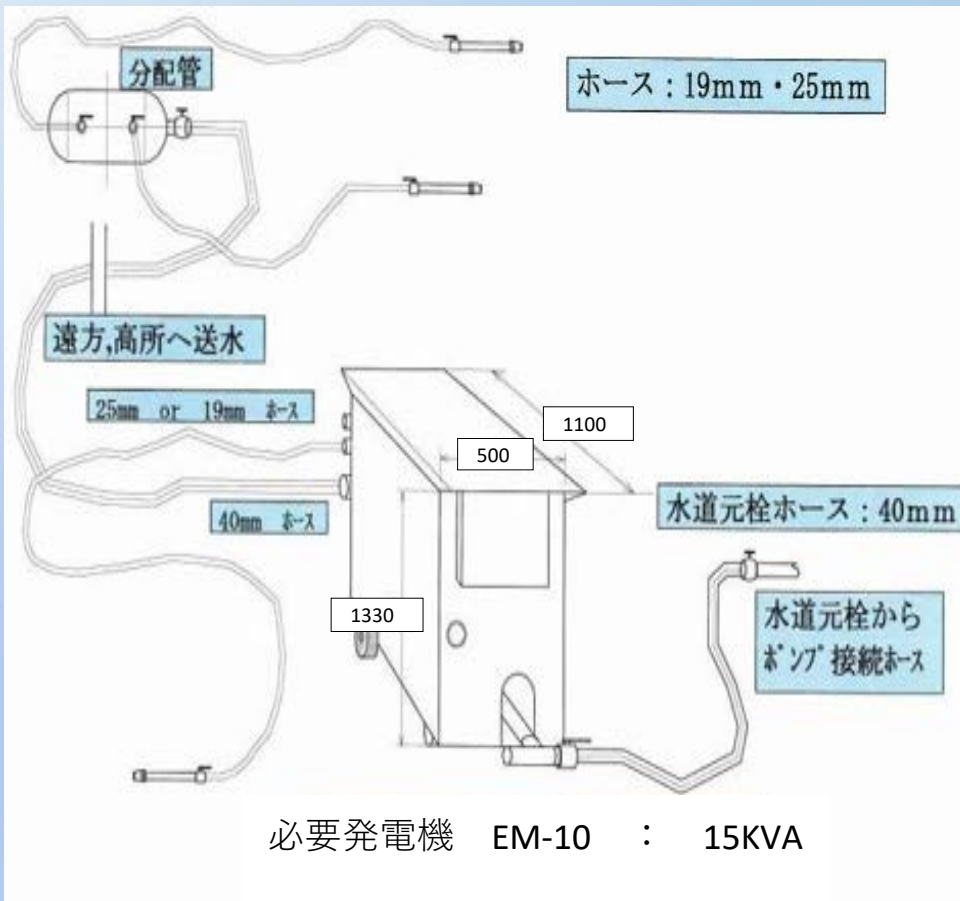 分配管
ホース：19mm・25mm
遠方,高所へ送水
25mm or 19mm ﾎｰｽ
1100
500
40mm ﾎｰｽ
水道元栓ホース：40mm
1330
水道元栓から
ﾎﾟﾝﾌﾟ接続ﾎｰｽ
必要発電機 EM-10 ： 15KVA